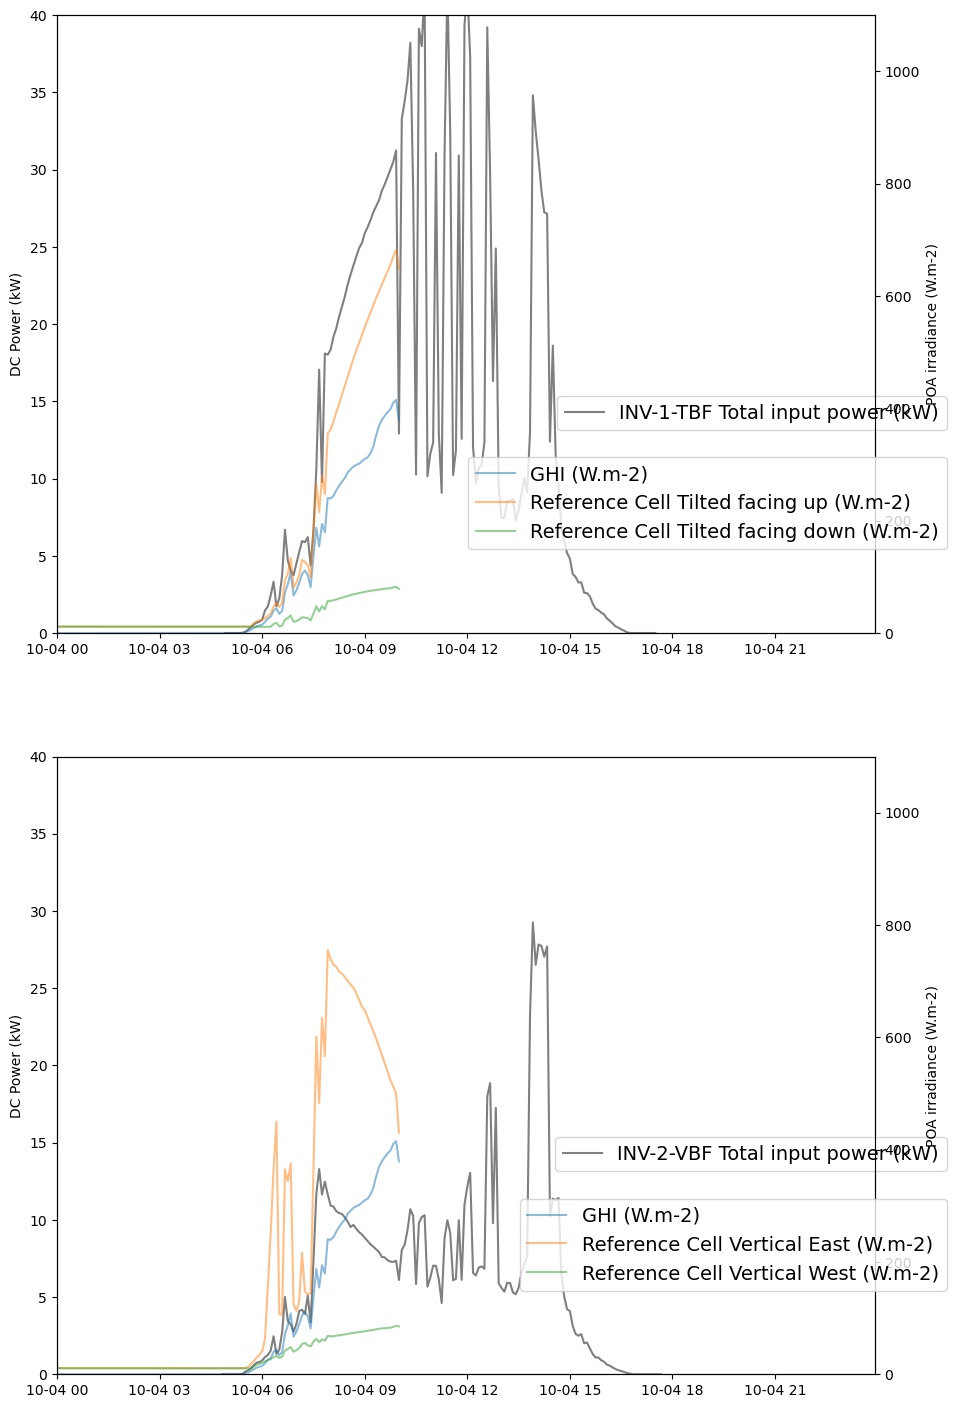 40
35
30
25
20
15
10
5
0
DC Power (kW)
1000
800
600
400
200
0
POA irradiance (W.m-2)
INV-1-TBF Total input power (kW)
GHI (W.m-2)
Reference Cell Tilted facing up (W.m-2)
Reference Cell Tilted facing down (W.m-2)
10-04 00 10-04 03 10-04 06 10-04 09 10-04 12 10-04 15 10-04 18 10-04 21
40
35
30
25
20
15
10
5
0
DC Power (kW)
1000
800
600
400
200
0
POA irradiance (W.m-2)
INV-2-VBF Total input power (kW)
GHI (W.m-2)
Reference Cell Vertical East (W.m-2)
Reference Cell Vertical West (W.m-2)
10-04 00 10-04 03 10-04 06 10-04 09 10-04 12 10-04 15 10-04 18 10-04 21